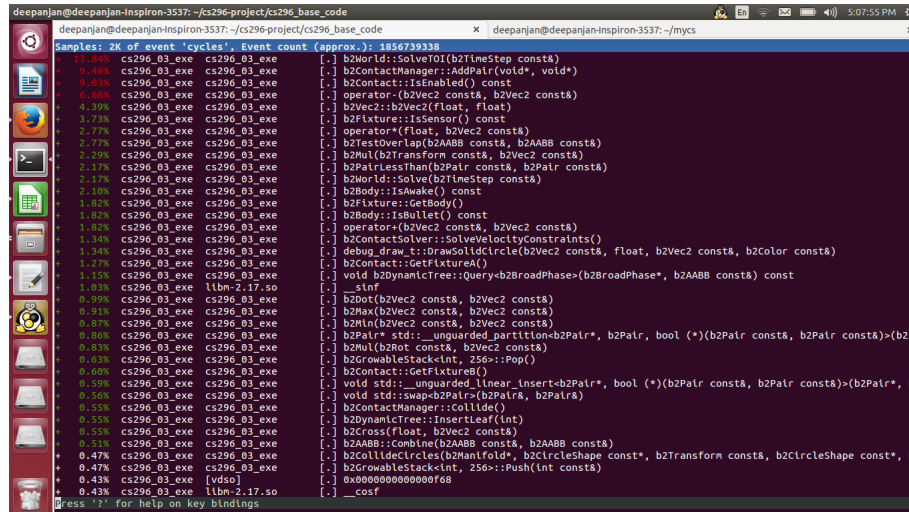 deepanjan@deepanjan-Inspiron-3537: ~/cs296-project/cs296_base_code En 5:07:55 PM
deepanjan@deepanjan-Inspiron-3537: ~/cs296-project/cs296_base_code × deepanjan@deepanjan-Inspiron-3537: ~/mycs
Samples: 2K of event 'cycles', Event count (approx.): 1856739338
+ 13.84% cs296_03_exe cs296_03_exe [.] b2World::SolveTOI(b2TimeStep const&)
+ 9.48% cs296_03_exe cs296_03_exe [.] b2ContactManager::AddPair(void*, void*)
+ 9.03% cs296_03_exe cs296_03_exe [.] b2Contact::IsEnabled() const
+ 6.68% cs296_03_exe cs296_03_exe [.] operator-(b2Vec2 const&, b2Vec2 const&)
+ 4.39% cs296_03_exe cs296_03_exe [.] b2Vec2::b2Vec2(float, float)
+ 3.73% cs296_03_exe cs296_03_exe [.] b2Fixture::IsSensor() const
+ 2.77% cs296_03_exe cs296_03_exe [.] operator*(float, b2Vec2 const&)
+ 2.77% cs296_03_exe cs296_03_exe [.] b2TestOverlap(b2AABB const&, b2AABB const&)
+ 2.29% cs296_03_exe cs296_03_exe [.] b2Mul(b2Transform const&, b2Vec2 const&)
+ 2.17% cs296_03_exe cs296_03_exe [.] b2PairLessThan(b2Pair const&, b2Pair const&)
+ 2.17% cs296_03_exe cs296_03_exe [.] b2World::Solve(b2TimeStep const&)
+ 2.10% cs296_03_exe cs296_03_exe [.] b2Body::IsAwake() const
+ 1.82% cs296_03_exe cs296_03_exe [.] b2Fixture::GetBody()
+ 1.82% cs296_03_exe cs296_03_exe [.] b2Body::IsBullet() const
+ 1.82% cs296_03_exe cs296_03_exe [.] operator+(b2Vec2 const&, b2Vec2 const&)
+ 1.34% cs296_03_exe cs296_03_exe [.] b2ContactSolver::SolveVelocityConstraints()
+ 1.34% cs296_03_exe cs296_03_exe [.] debug_draw_t::DrawSolidCircle(b2Vec2 const&, float, b2Vec2 const&, b2Color const&)
+ 1.27% cs296_03_exe cs296_03_exe [.] b2Contact::GetFixtureA()
+ 1.15% cs296_03_exe cs296_03_exe [.] void b2DynamicTree::Query<b2BroadPhase>(b2BroadPhase*, b2AABB const&) const
+ 1.03% cs296_03_exe libm-2.17.so [.] __sinf
+ 0.99% cs296_03_exe cs296_03_exe [.] b2Dot(b2Vec2 const&, b2Vec2 const&)
+ 0.91% cs296_03_exe cs296_03_exe [.] b2Max(b2Vec2 const&, b2Vec2 const&)
+ 0.87% cs296_03_exe cs296_03_exe [.] b2Min(b2Vec2 const&, b2Vec2 const&)
+ 0.86% cs296_03_exe cs296_03_exe [.] b2Pair* std::__unguarded_partition<b2Pair*, b2Pair, bool (*)(b2Pair const&, b2Pair const&)>(b2
+ 0.83% cs296_03_exe cs296_03_exe [.] b2Mul(b2Rot const&, b2Vec2 const&)
+ 0.63% cs296_03_exe cs296_03_exe [.] b2GrowableStack<int, 256>::Pop()
+ 0.60% cs296_03_exe cs296_03_exe [.] b2Contact::GetFixtureB()
+ 0.59% cs296_03_exe cs296_03_exe [.] void std::__unguarded_linear_insert<b2Pair*, bool (*)(b2Pair const&, b2Pair const&)>(b2Pair*,
+ 0.56% cs296_03_exe cs296_03_exe [.] void std::swap<b2Pair>(b2Pair&, b2Pair&)
+ 0.55% cs296_03_exe cs296_03_exe [.] b2ContactManager::Collide()
+ 0.55% cs296_03_exe cs296_03_exe [.] b2DynamicTree::InsertLeaf(int)
+ 0.55% cs296_03_exe cs296_03_exe [.] b2Cross(float, b2Vec2 const&)
+ 0.51% cs296_03_exe cs296_03_exe [.] b2AABB::Combine(b2AABB const&, b2AABB const&)
+ 0.47% cs296_03_exe cs296_03_exe [.] b2CollideCircles(b2Manifold*, b2CircleShape const*, b2Transform const&, b2CircleShape const*,
+ 0.47% cs296_03_exe cs296_03_exe [.] b2GrowableStack<int, 256>::Push(int const&)
+ 0.43% cs296_03_exe [vdso] [.] 0x0000000000000f68
+ 0.43% cs296_03_exe libm-2.17.so [.] __cosf
Press '?' for help on key bindings